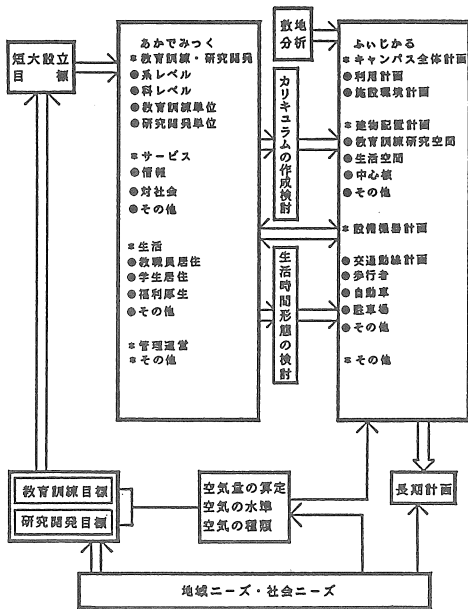 短大設立
目標
あかでみっく
＊教育訓練・研究開発
●系レベル
●科レベル
●教育訓練単位
●研究開発単位
＊サービス
●情報
●対社会
●その他
＊生活
●教職員居住
●学生居住
●福利厚生
●その他
＊管理運営
＊その他
敷地
分析
カリキュラムの作成検討
生活時間形態の検討
ふぃじかる
＊キャンパス全体計画
●利用計画
●施設環境計画
＊建物配置計画
●教育訓練研究空間
●生活空間
●中心核
●その他
＊設備機器計画
●交通動線計画
●歩行者
●自動車
●駐車場
●その他
＊その他
教育訓練目標
研究開発目標
空気量の算定
空気の水準
空気の種類
長期計画
地域ニーズ・社会ニーズ